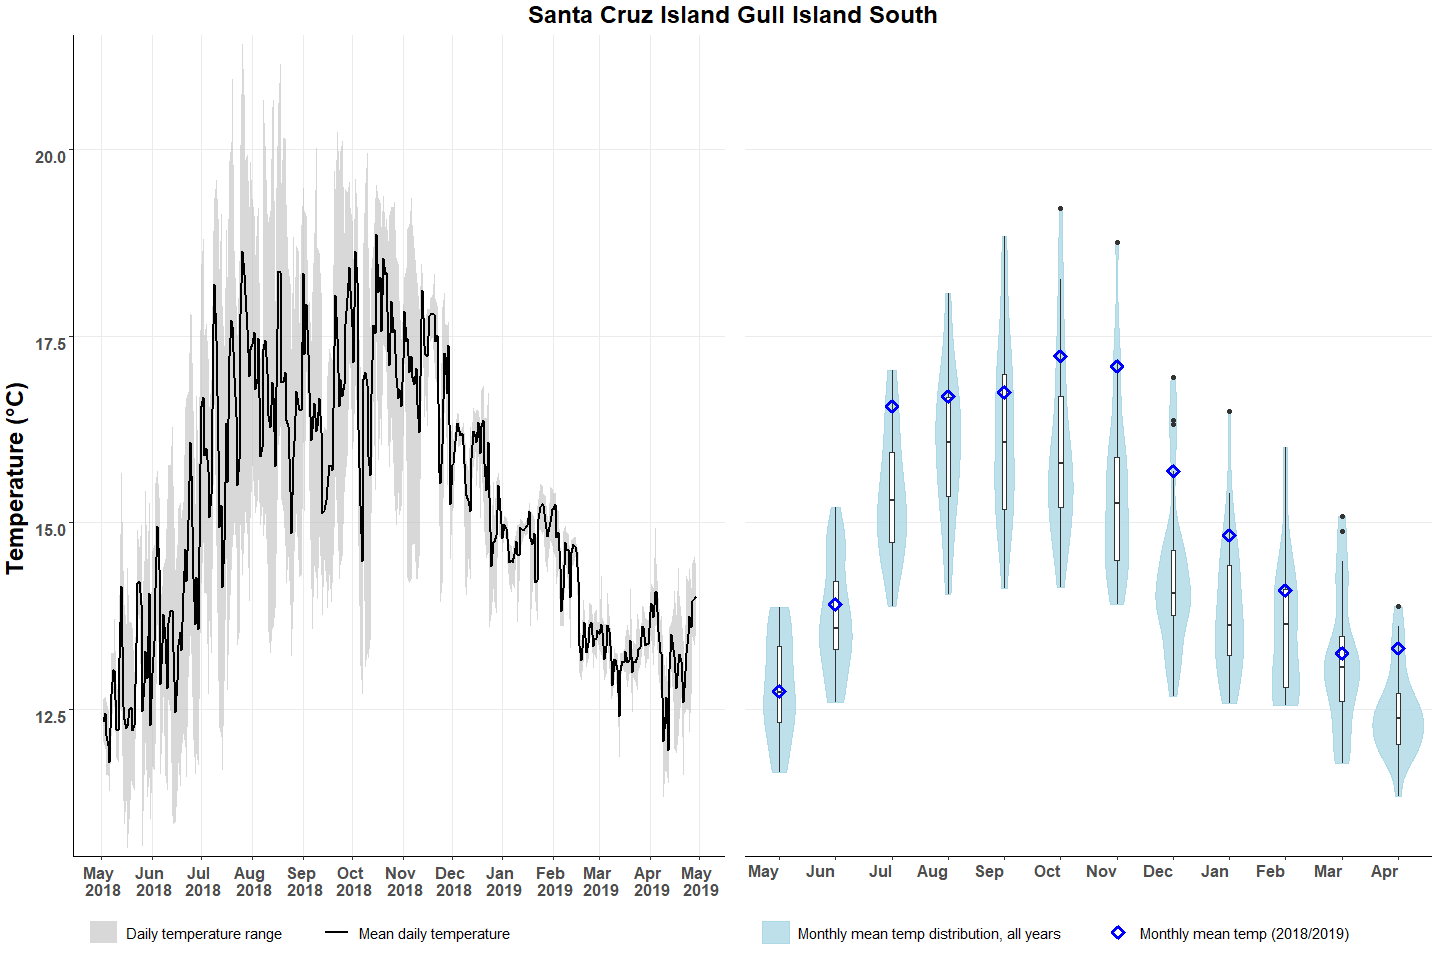 Santa Cruz Island Gull Island South
Temperature (°C)
20.0
17.5
15.0
12.5
May Jun Jul Aug Sep Oct Nov Dec Jan Feb Mar Apr May
2018 2018 2018 2018 2018 2018 2018 2018 2019 2019 2019 2019 2019
May Jun Jul Aug Sep Oct Nov Dec Jan Feb Mar Apr
Daily temperature range Mean daily temperature
Monthly mean temp distribution, all years Monthly mean temp (2018/2019)